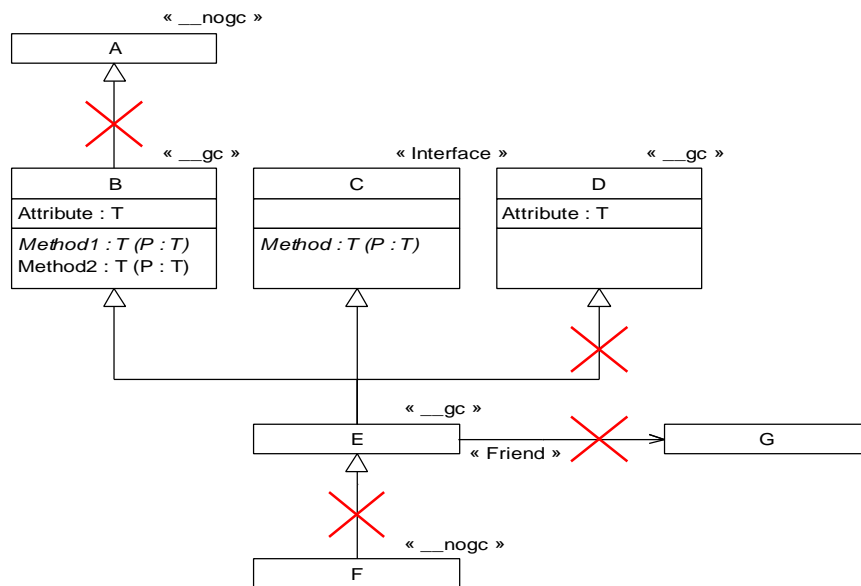 « __nogc »
A
« __gc »
« Interface »
« __gc »
B
C
D
Attribute : T
Attribute : T
Method1 : T (P : T)
Method2 : T (P : T)
Method : T (P : T)
« __gc »
E
« Friend »
G
« __nogc »
F